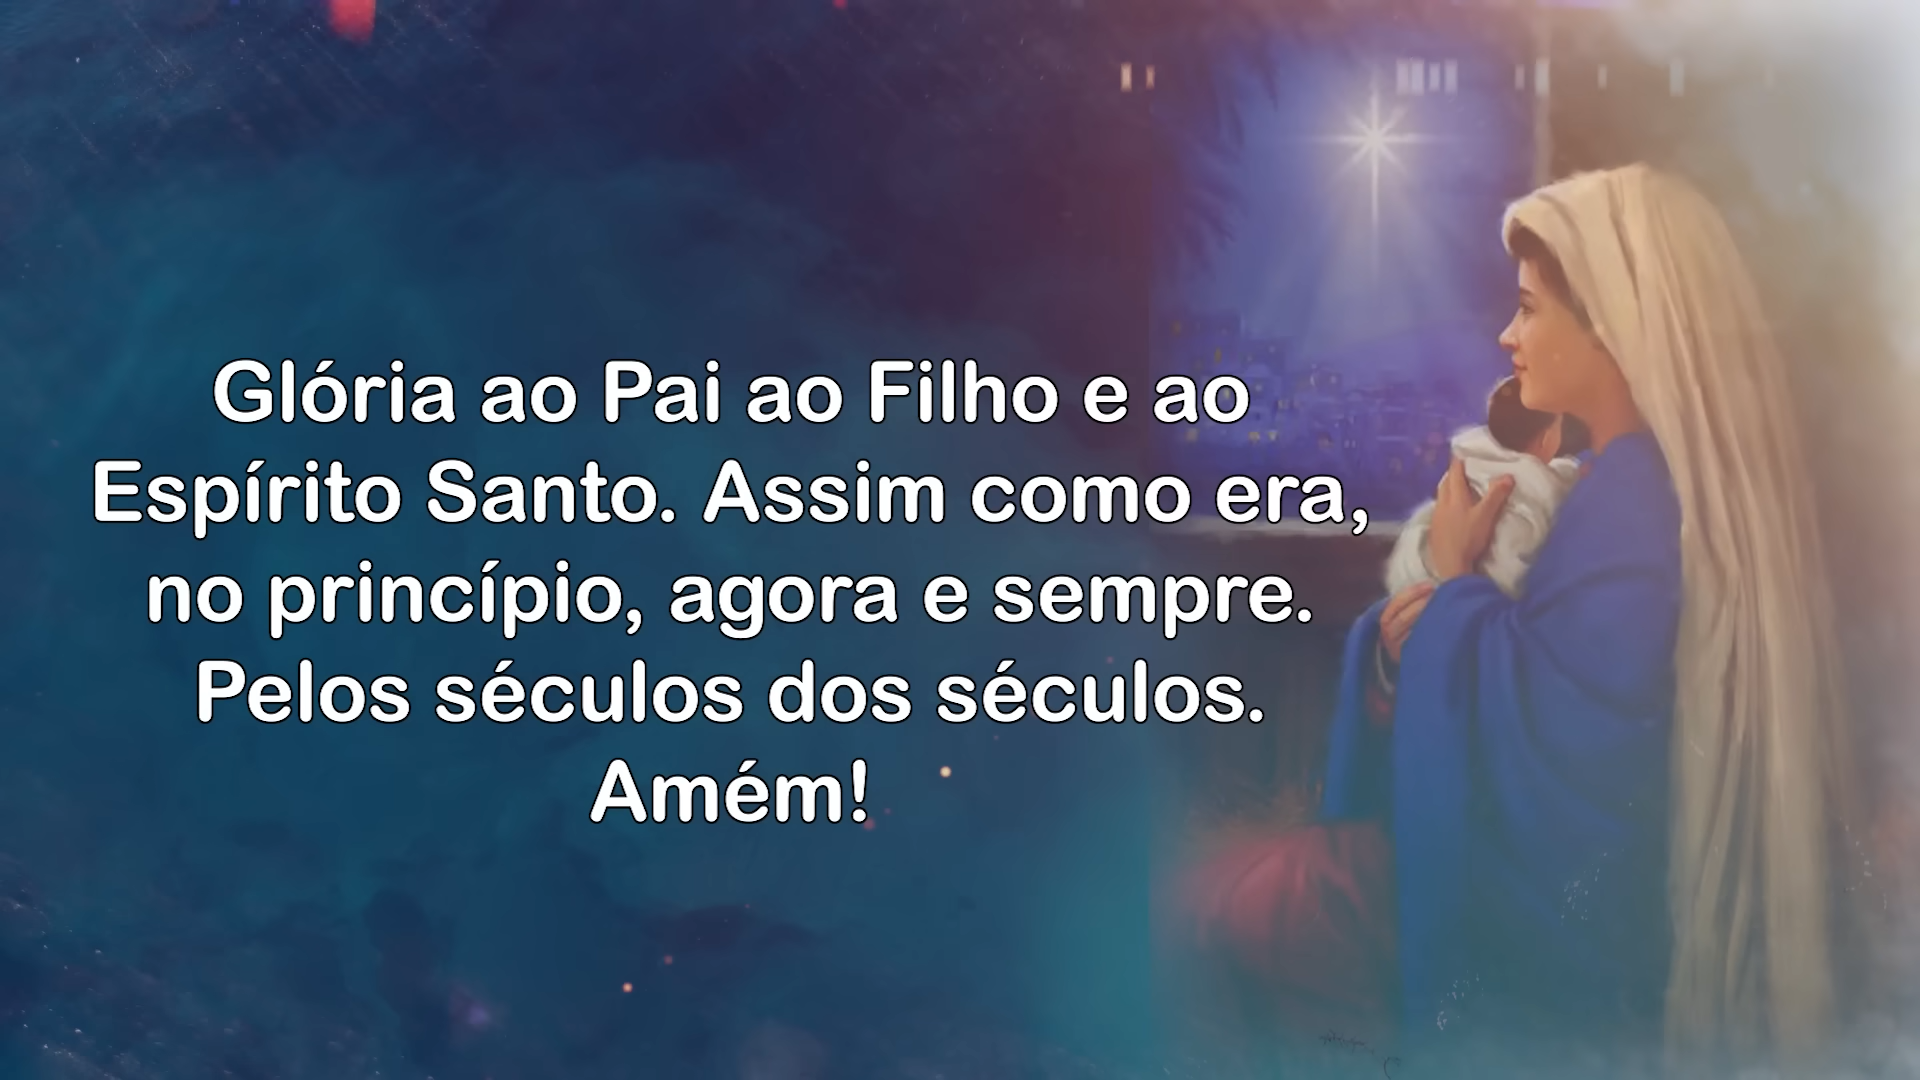 Glória ao Pai ao Filho e ao
Espírito Santo. Assim como era,
no princípio, agora e sempre.
Pelos séculos dos séculos.
Amém!